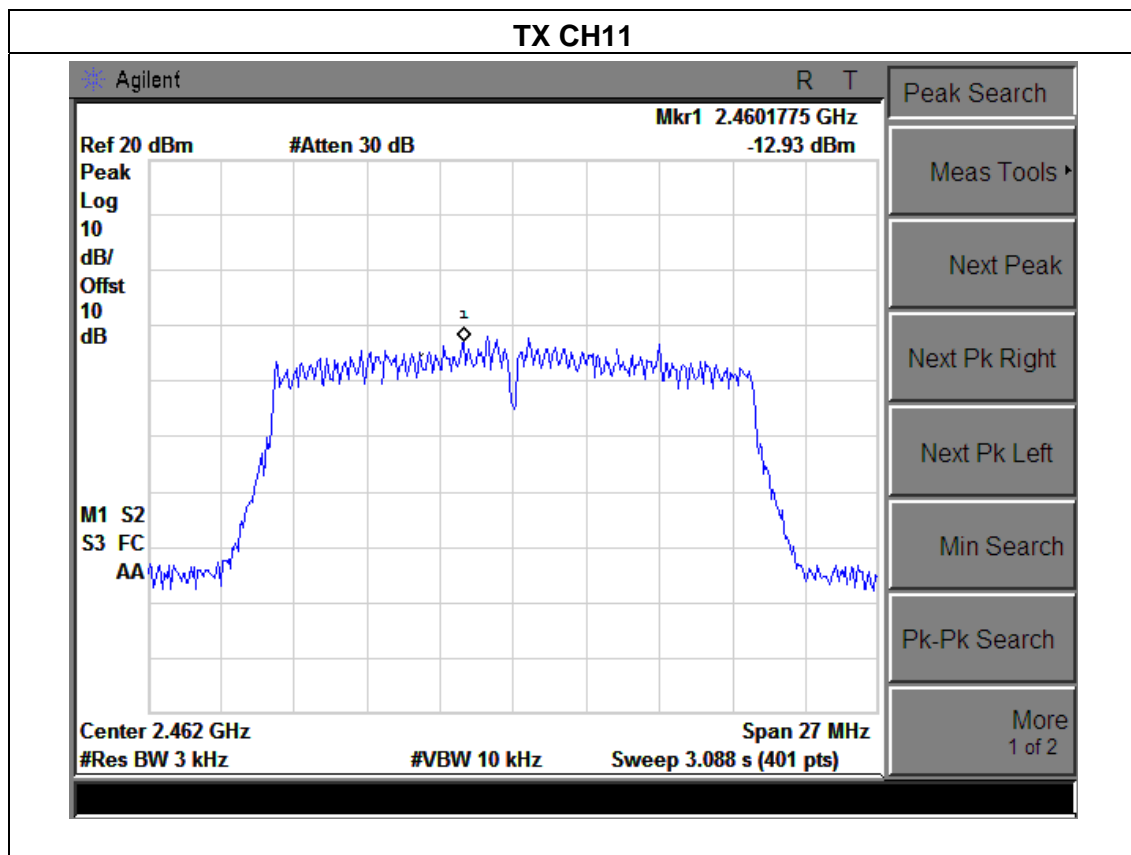 TX CH11
Agilent R T
Mkr1 2.4601775 GHz
Ref 20 dBm #Atten 30 dB -12.93 dBm
Peak
Log
10
dB/
Offst
10
dB
1
M1 S2
S3 FC
AA
Center 2.462 GHz Span 27 MHz
#Res BW 3 kHz #VBW 10 kHz Sweep 3.088 s (401 pts)
Peak Search
Meas Tools
Next Peak
Next Pk Right
Next Pk Left
Min Search
Pk-Pk Search
More
1 of 2